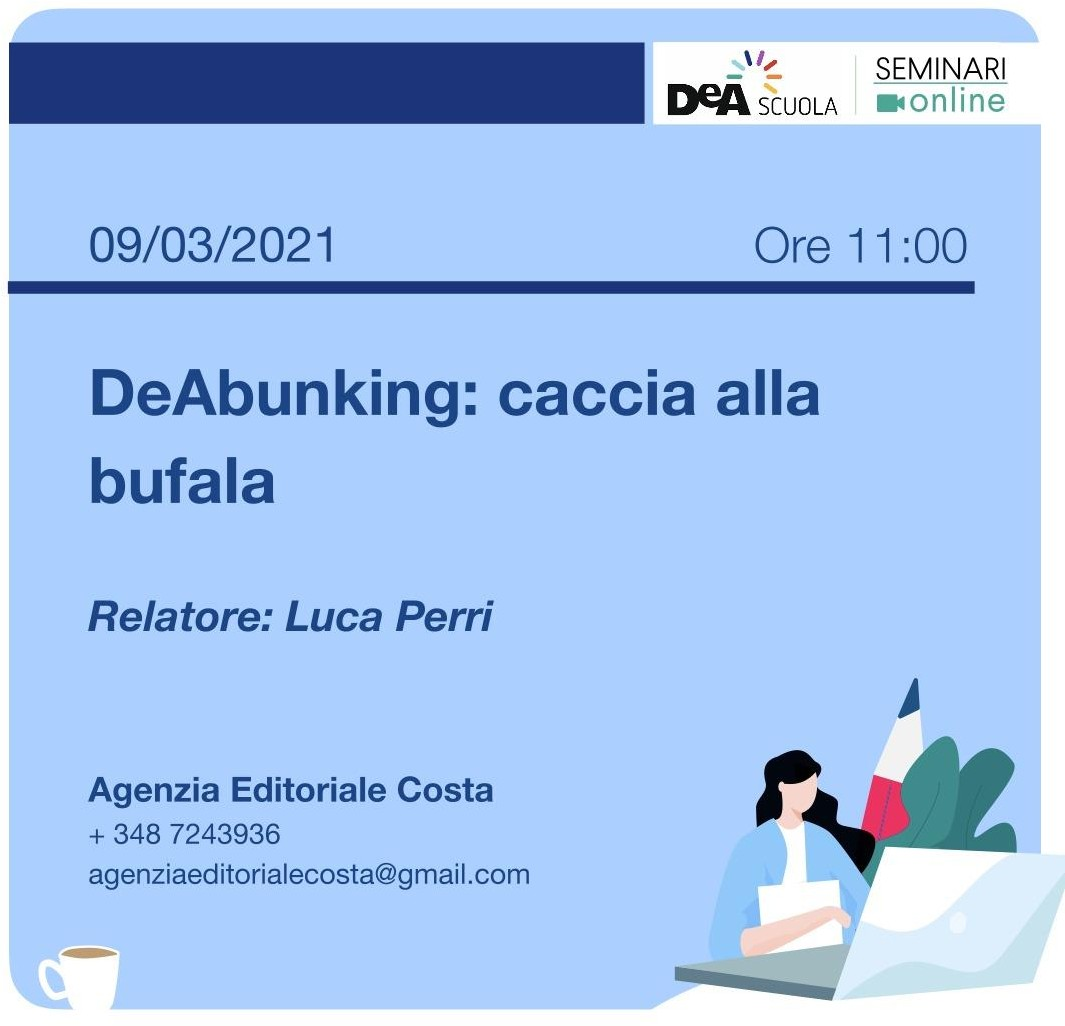 DeA SCUOLA
SEMINARI
online
09/03/2021 Ore 11:00
DeAbunking: caccia alla
bufala
Relatore: Luca Perri
Agenzia Editoriale Costa
+ 348 7243936
agenziaeditorialecosta@gmail.com